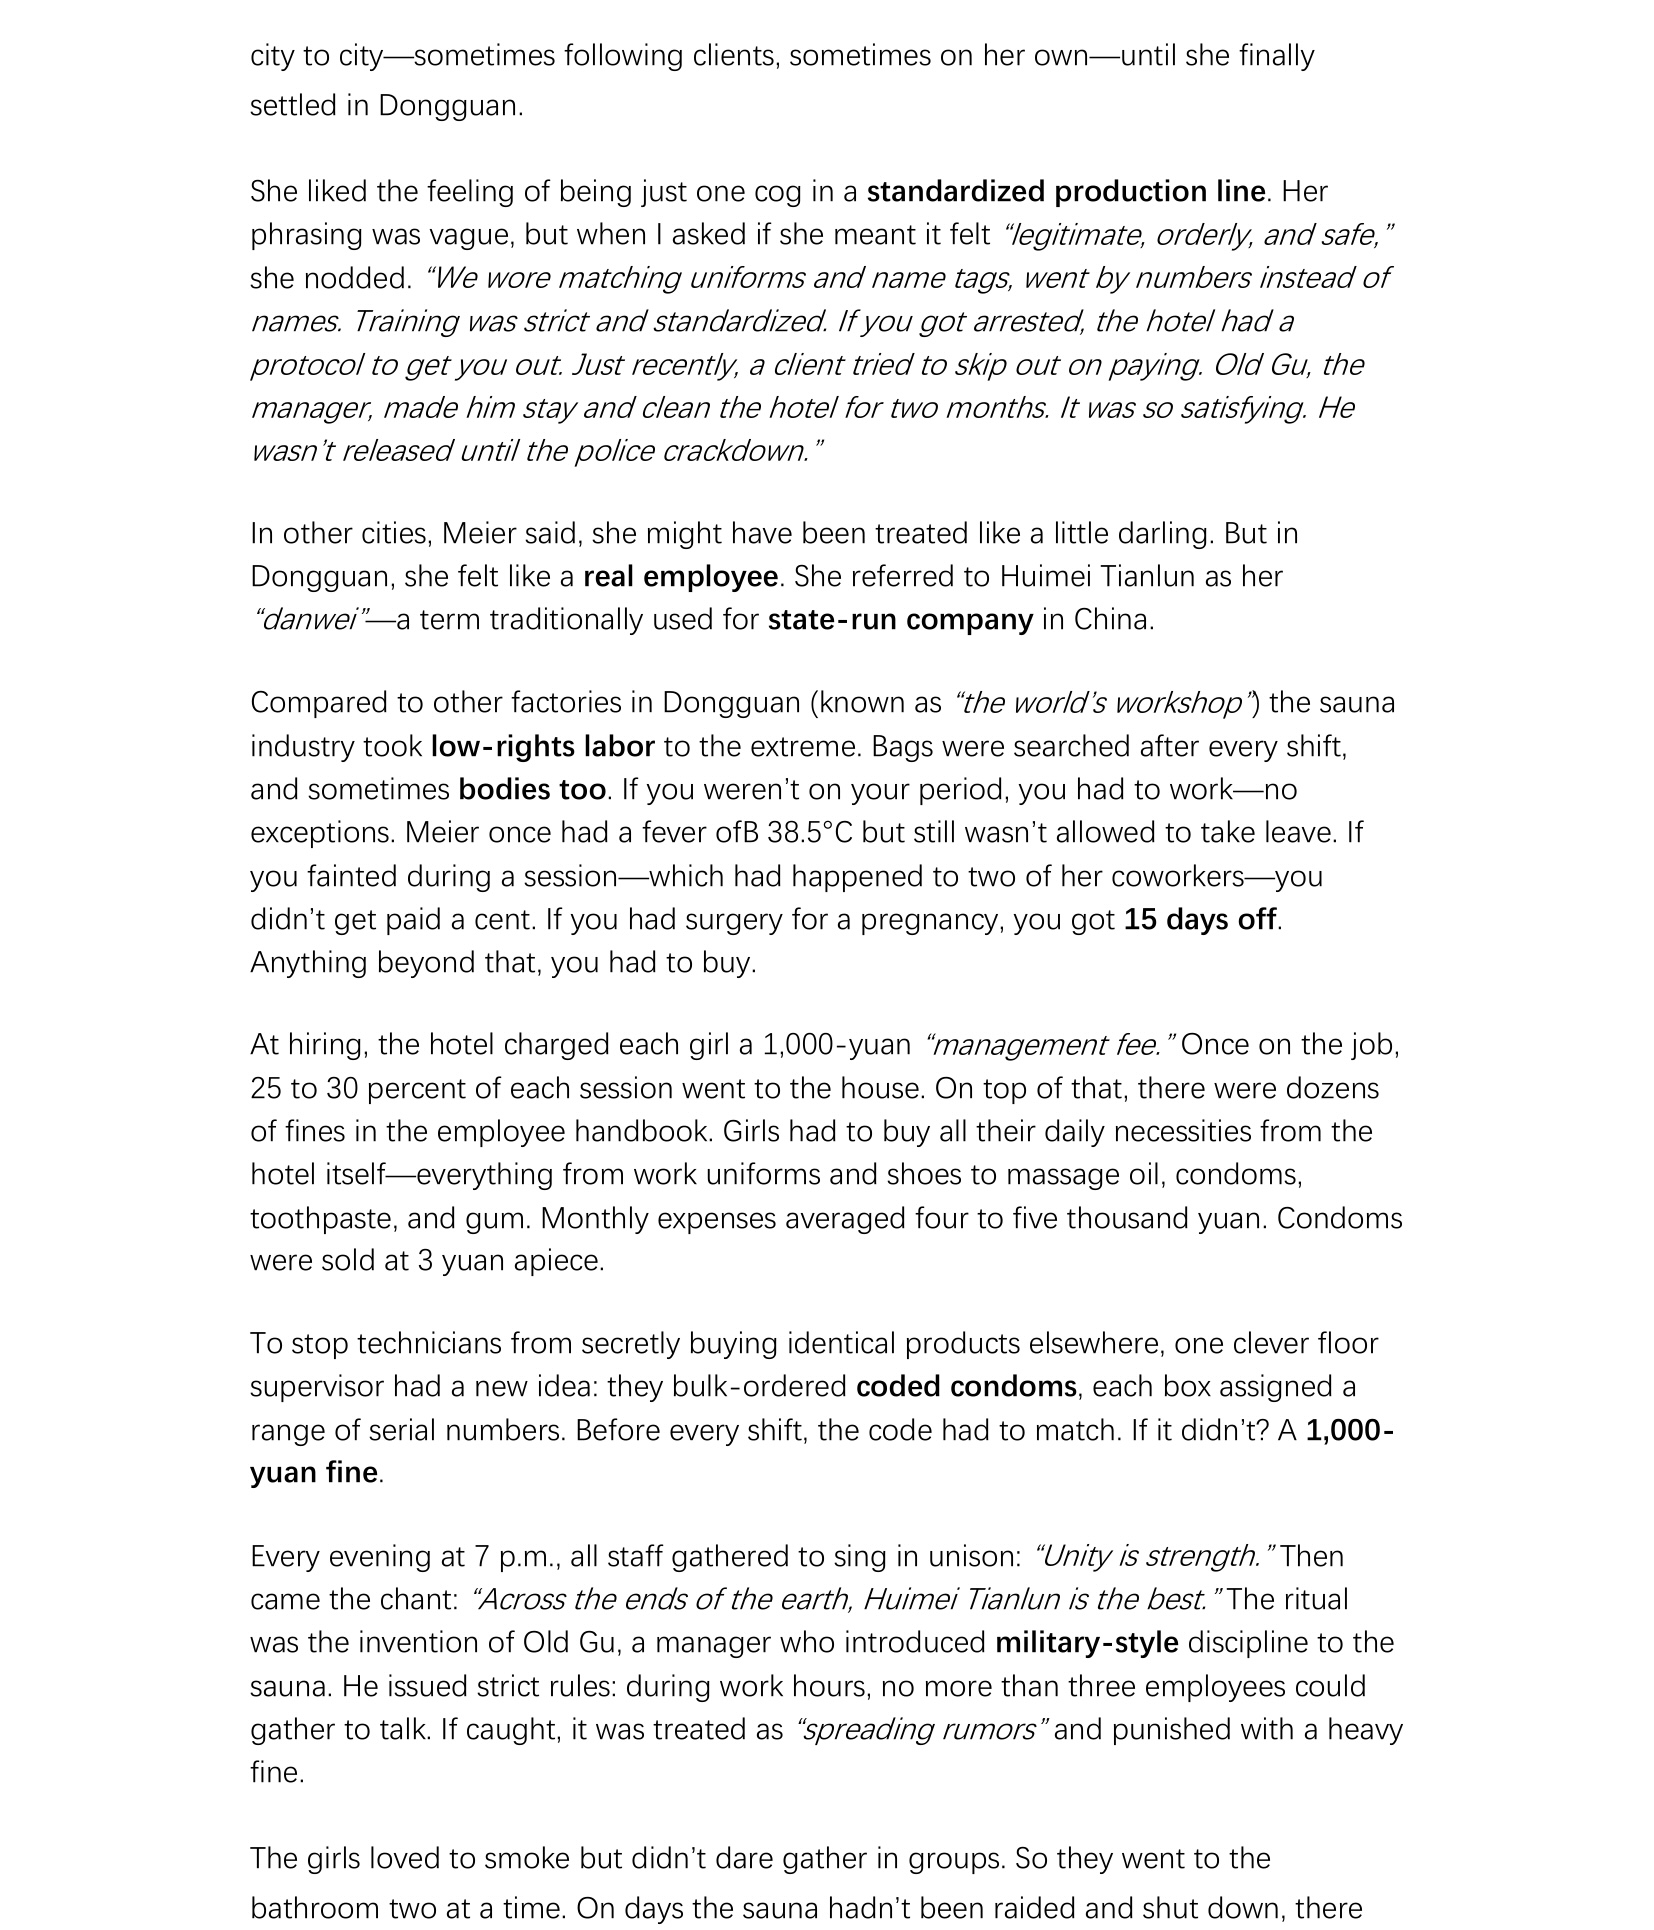 city to city—sometimes following clients, sometimes on her own—until she finally
settled in Dongguan.
She liked the feeling of being just one cog in a standardized production line. Her
phrasing was vague, but when I asked if she meant it felt “legitimate, orderly, and safe,”
she nodded. “We wore matching uniforms and name tags, went by numbers instead of
names. Training was strict and standardized. If you got arrested, the hotel had a
protocol to get you out. Just recently, a client tried to skip out on paying. Old Gu, the
manager, made him stay and clean the hotel for two months. It was so satisfying. He
wasn’t released until the police crackdown.”
In other cities, Meier said, she might have been treated like a little darling. But in
Dongguan, she felt like a real employee. She referred to Huimei Tianlun as her
“danwei”—a term traditionally used for state-run company in China.
Compared to other factories in Dongguan (known as “the world’s workshop”) the sauna
industry took low-rights labor to the extreme. Bags were searched after every shift,
and sometimes bodies too. If you weren’t on your period, you had to work—no
exceptions. Meier once had a fever ofB 38.5°C but still wasn’t allowed to take leave. If
you fainted during a session—which had happened to two of her coworkers—you
didn’t get paid a cent. If you had surgery for a pregnancy, you got 15 days off.
Anything beyond that, you had to buy.
At hiring, the hotel charged each girl a 1,000-yuan “management fee.” Once on the job,
25 to 30 percent of each session went to the house. On top of that, there were dozens
of fines in the employee handbook. Girls had to buy all their daily necessities from the
hotel itself—everything from work uniforms and shoes to massage oil, condoms,
toothpaste, and gum. Monthly expenses averaged four to five thousand yuan. Condoms
were sold at 3 yuan apiece.
To stop technicians from secretly buying identical products elsewhere, one clever floor
supervisor had a new idea: they bulk-ordered coded condoms, each box assigned a
range of serial numbers. Before every shift, the code had to match. If it didn’t? A 1,000-
yuan fine.
Every evening at 7 p.m., all staff gathered to sing in unison: “Unity is strength.” Then
came the chant: “Across the ends of the earth, Huimei Tianlun is the best.” The ritual
was the invention of Old Gu, a manager who introduced military-style discipline to the
sauna. He issued strict rules: during work hours, no more than three employees could
gather to talk. If caught, it was treated as “spreading rumors” and punished with a heavy
fine.
The girls loved to smoke but didn’t dare gather in groups. So they went to the
bathroom two at a time. On days the sauna hadn’t been raided and shut down, there